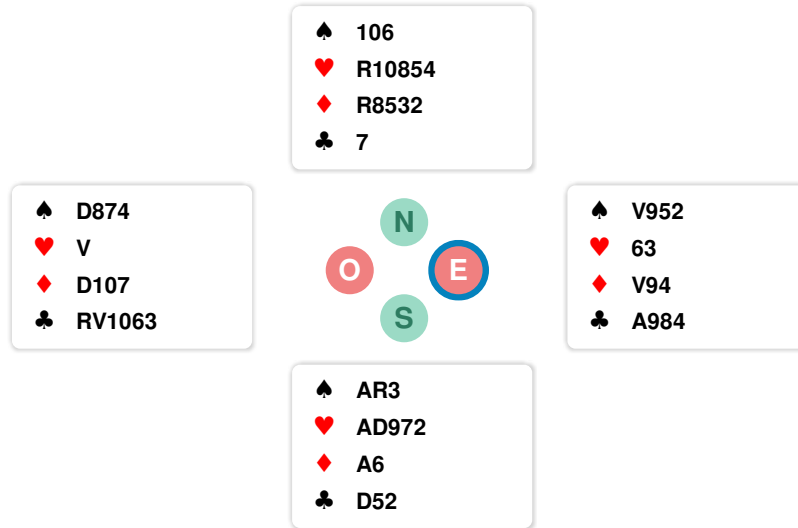 ♠ 106
♥ R10854
♦ R8532
♣ 7
♠ D874
♥ V
♦ D107
♣ RV1063
N
O E
S
♠ V952
♥ 63
♦ V94
♣ A984
♠ AR3
♥ AD972
♦ A6
♣ D52